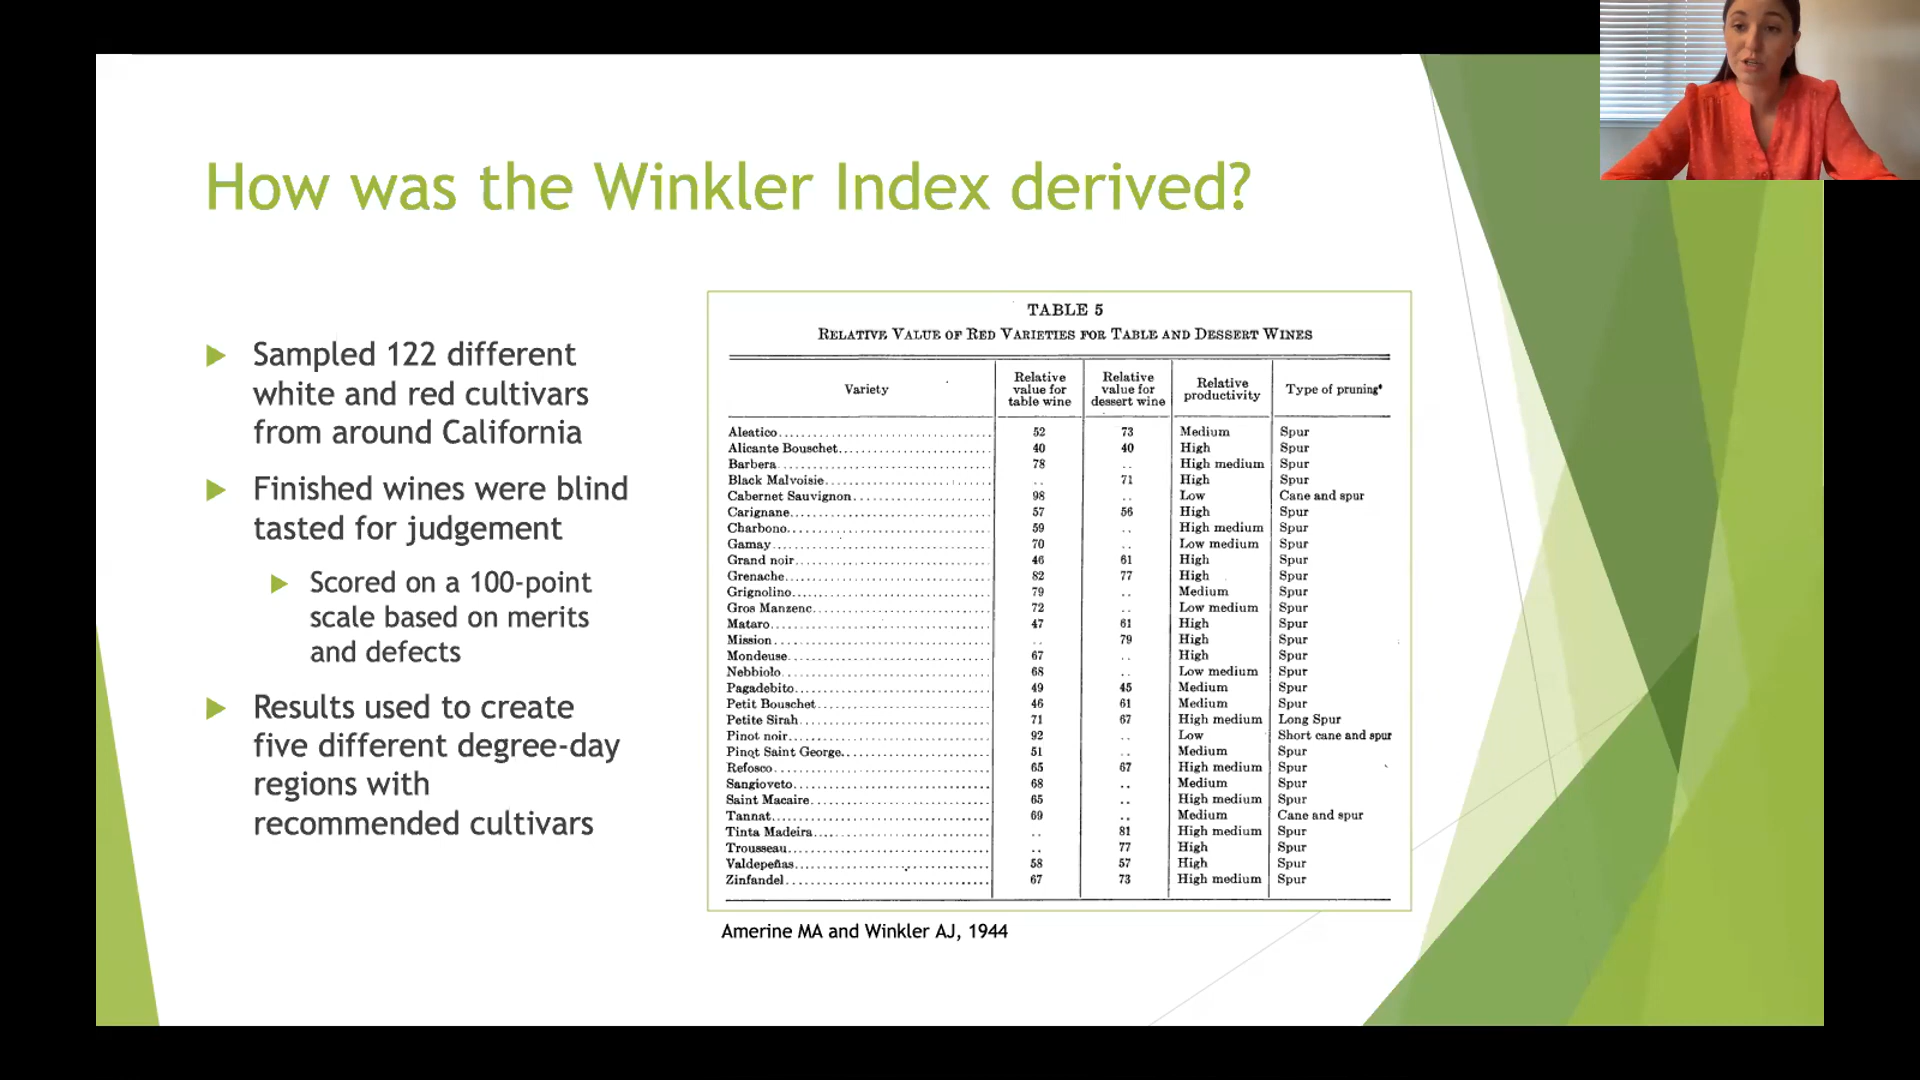 How was the Winkler Index derived?
Sampled 122 different
white and red cultivars
from around California
Finished wines were blind
tasted for judgement
Scored on a 100-point
scale based on merits
and defects
Results used to create
five different degree-day
regions with
recommended cultivars
TABLE 5
RELATIVE VALUE OF RED VARIETIES FOR TABLE AND DESSERT WINES
Variety | Relative value for table wine | Relative value for dessert wine | Relative productivity | Type of pruning*
Aleatico | 52 | 73 | Medium | Spur
Alicante Bouschet | 40 | 40 | High | Spur
Barbera | 78 | .. | High medium | Spur
Black Malvoisie | .. | 71 | High | Spur
Cabernet Sauvignon | 98 | .. | Low | Cane and spur
Carignane | 57 | 56 | High | Spur
Charbono | 59 | .. | High medium | Spur
Gamay | 70 | .. | Low medium | Spur
Grand noir | 46 | 61 | High | Spur
Grenache | 82 | 77 | High | Spur
Grignolino | 79 | .. | Medium | Spur
Gros Manzenc | 72 | .. | Low medium | Spur
Mataro | 47 | 61 | High | Spur
Mission | .. | 79 | High | Spur
Mondeuse | 67 | .. | High | Spur
Nebbiolo | 68 | .. | Low medium | Spur
Pagadebito | 49 | 45 | Medium | Spur
Petit Bouschet | 46 | 61 | Medium | Spur
Petite Sirah | 71 | 67 | High medium | Long Spur
Pinot noir | 92 | .. | Low | Short cane and spur
Pinot Saint George | 51 | .. | Medium | Spur
Refosco | 65 | 67 | High medium | Spur
Sangioveto | 68 | .. | Medium | Spur
Saint Macaire | 65 | .. | High medium | Spur
Tannat | 69 | .. | Medium | Cane and spur
Tinta Madeira | .. | 81 | High medium | Spur
Trousseau | .. | 77 | High | Spur
Valdepeñas | 58 | 57 | High | Spur
Zinfandel | 67 | 73 | High medium | Spur
Amerine MA and Winkler AJ, 1944